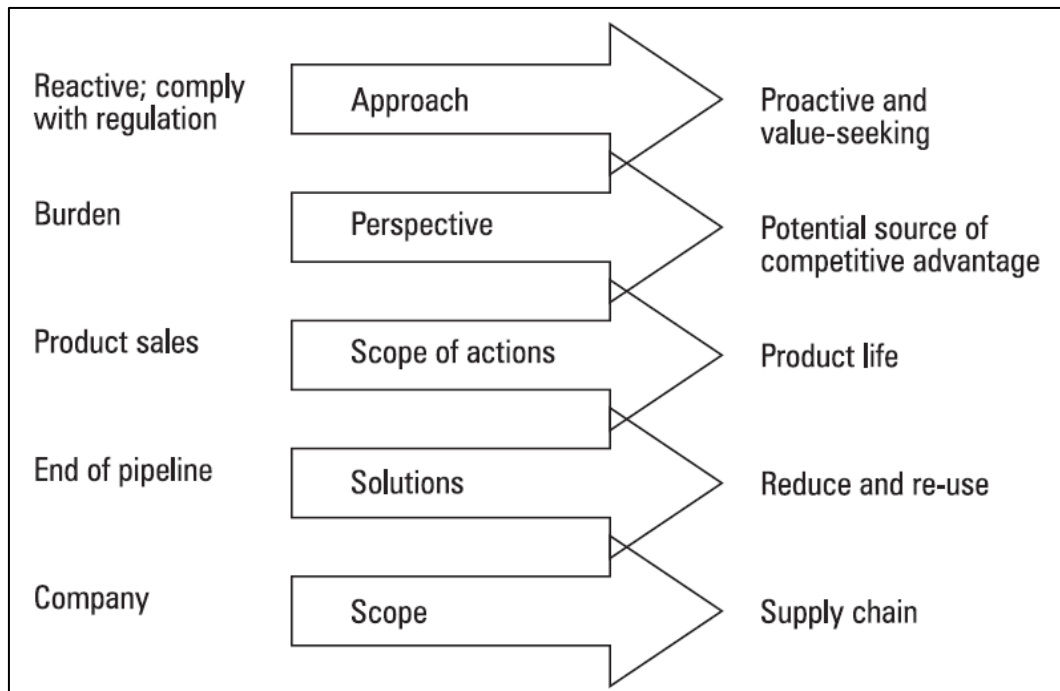 Reactive; comply
with regulation
Approach
Proactive and
value-seeking
Burden
Perspective
Potential source of
competitive advantage
Product sales
Scope of actions
Product life
End of pipeline
Solutions
Reduce and re-use
Company
Scope
Supply chain